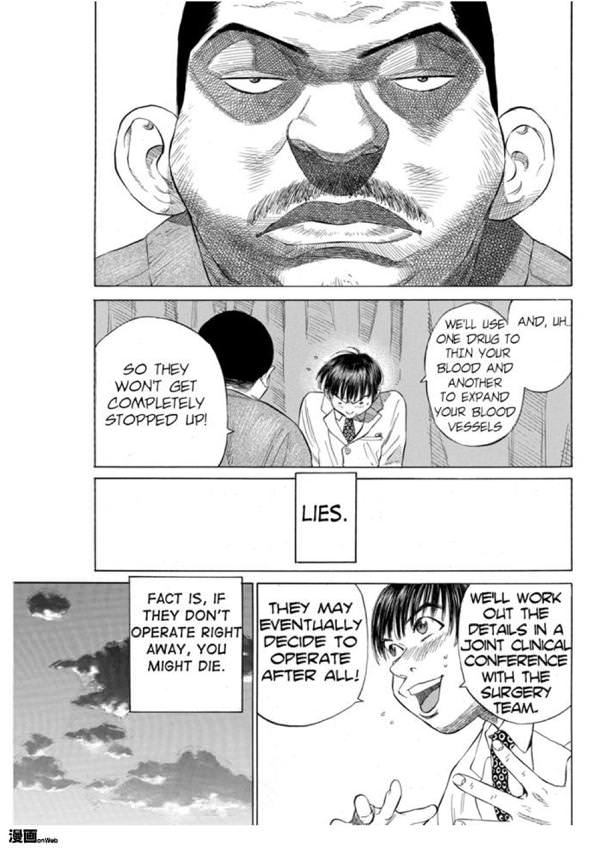 AND, UH...
WE'LL USE
ONE DRUG TO
THIN YOUR
BLOOD AND
ANOTHER
TO EXPAND
YOUR BLOOD
VESSELS
SO THEY
WON'T GET
COMPLETELY
STOPPED UP!
LIES.
WE'LL WORK
OUT THE
DETAILS IN A
JOINT CLINICAL
CONFERENCE
WITH THE
SURGERY
TEAM.
THEY MAY
EVENTUALLY
DECIDE TO
OPERATE
AFTER ALL!
FACT IS, IF
THEY DON'T
OPERATE RIGHT
AWAY, YOU
MIGHT DIE.
漫画 on Web